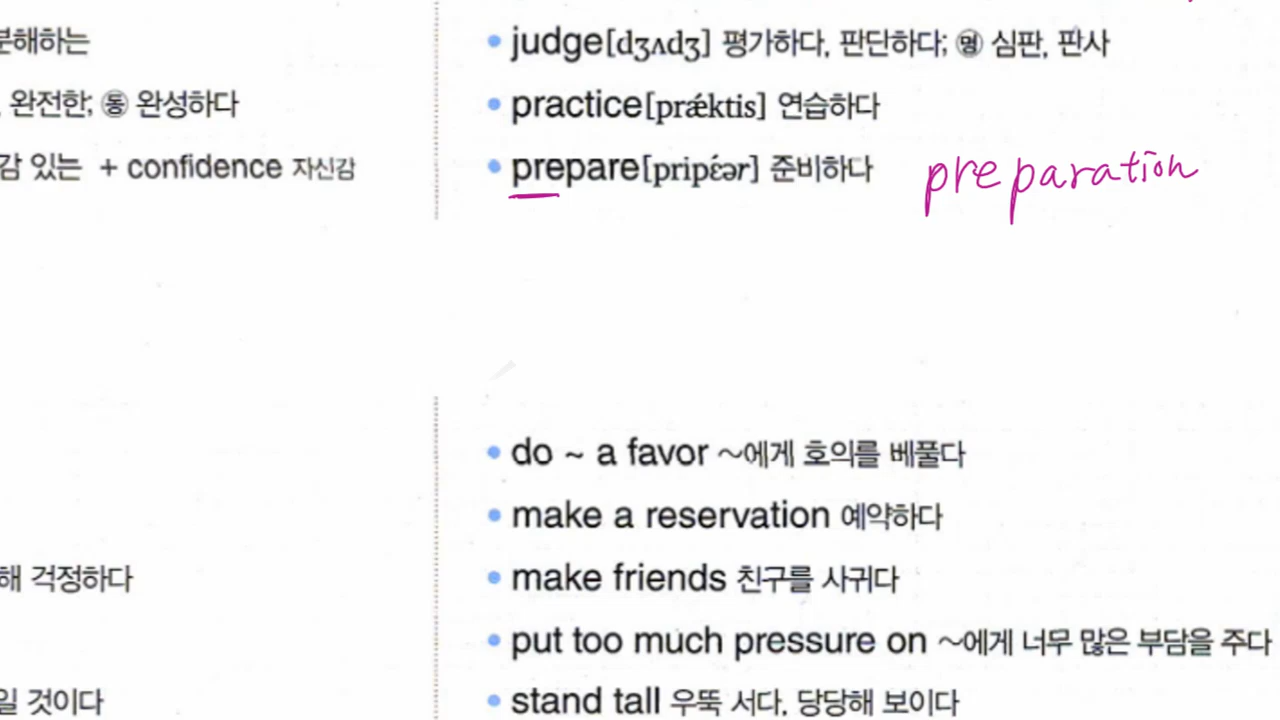 분해하는
완전한; ㊌ 완성하다
감 있는 + confidence 자신감
해 걱정하다
일 것이다
• judge[dʒʌdʒ] 평가하다, 판단하다; 명 심판, 판사
• practice[prǽktis] 연습하다
• prepare[pripɛ́ər] 준비하다 preparation
• do ~ a favor ～에게 호의를 베풀다
• make a reservation 예약하다
• make friends 친구를 사귀다
• put too much pressure on ～에게 너무 많은 부담을 주다
• stand tall 우뚝 서다, 당당해 보이다